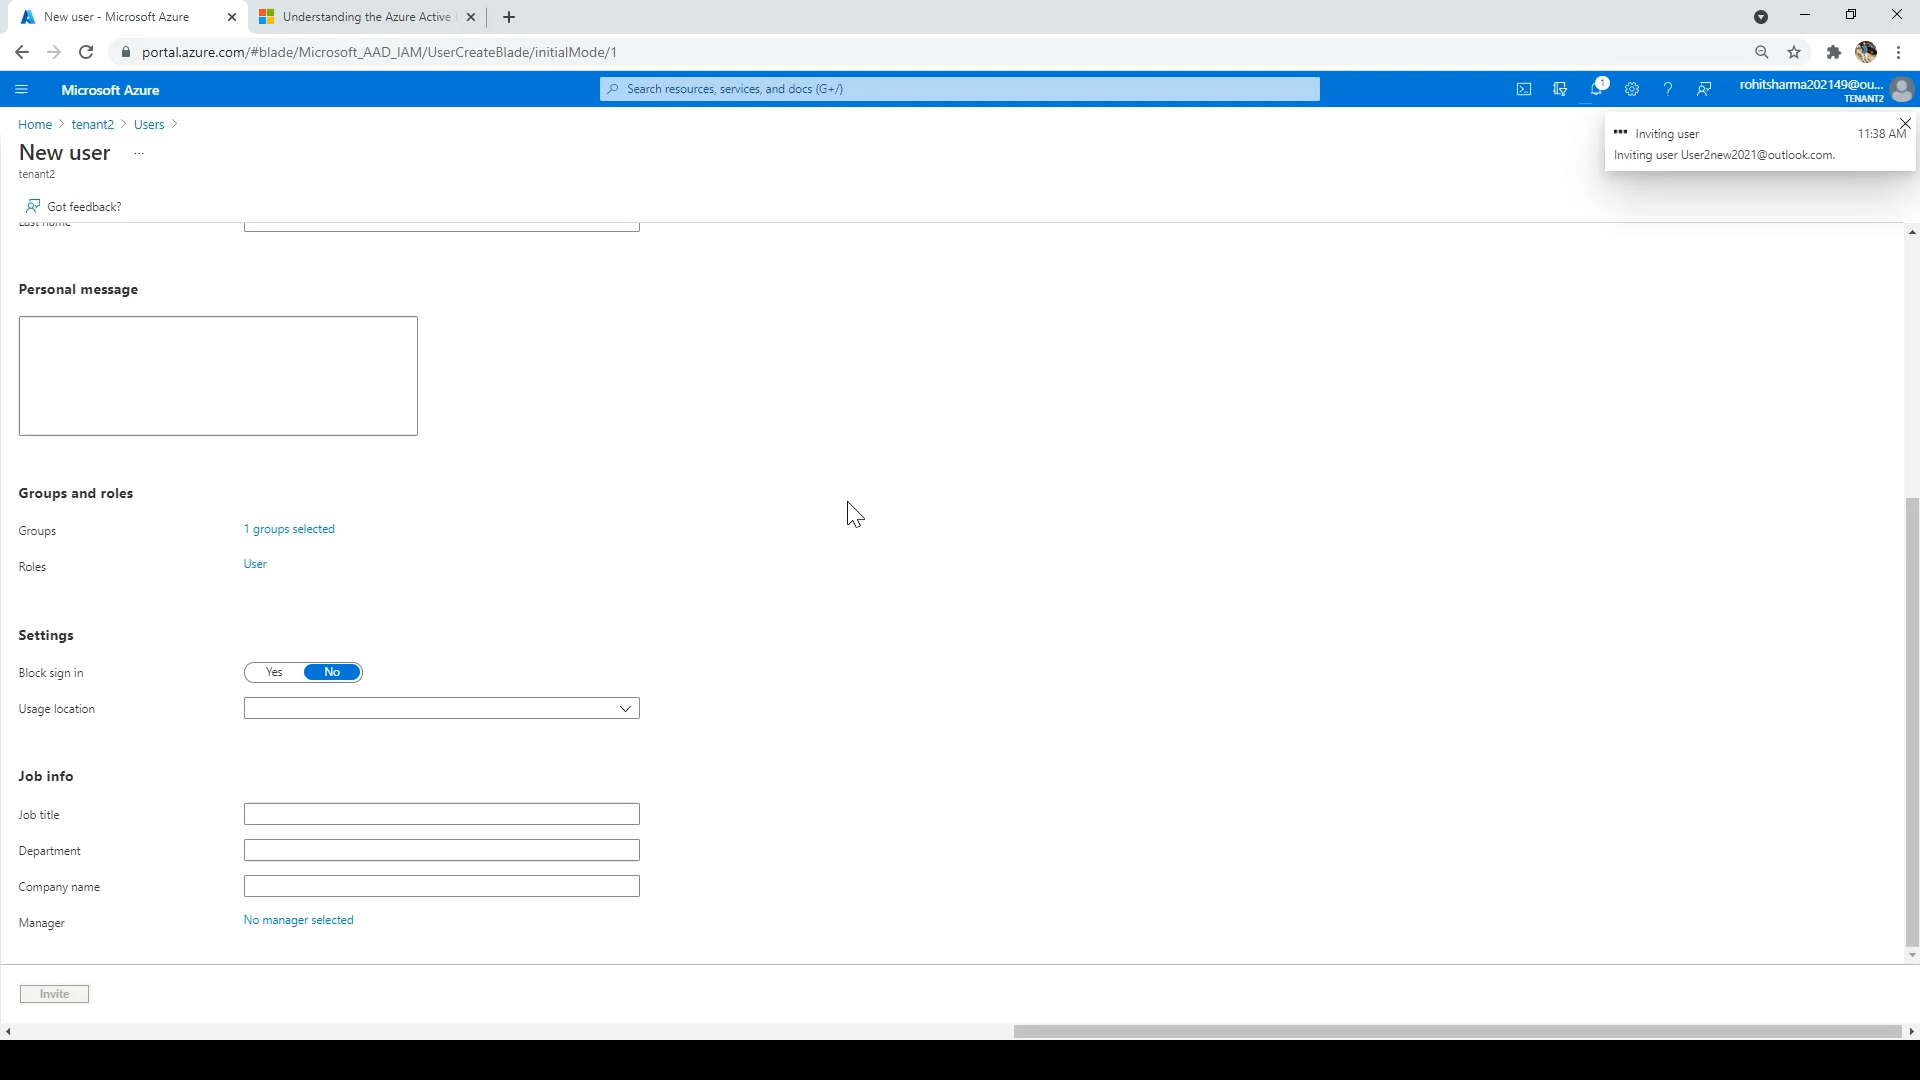 New user - Microsoft Azure
Understanding the Azure Active
portal.azure.com/#blade/Microsoft_AAD_IAM/UserCreateBlade/initialMode/1
Microsoft Azure
Search resources, services, and docs (G+/)
1
rohitsharma202149@ou...
TENANT2
Home > tenant2 > Users >
New user ...
tenant2
Inviting user 11:38 AM
Inviting user User2new2021@outlook.com.
Got feedback?
Last name
Personal message
Groups and roles
Groups 1 groups selected
Roles User
Settings
Block sign in Yes No
Usage location
Job info
Job title
Department
Company name
Manager No manager selected
Invite